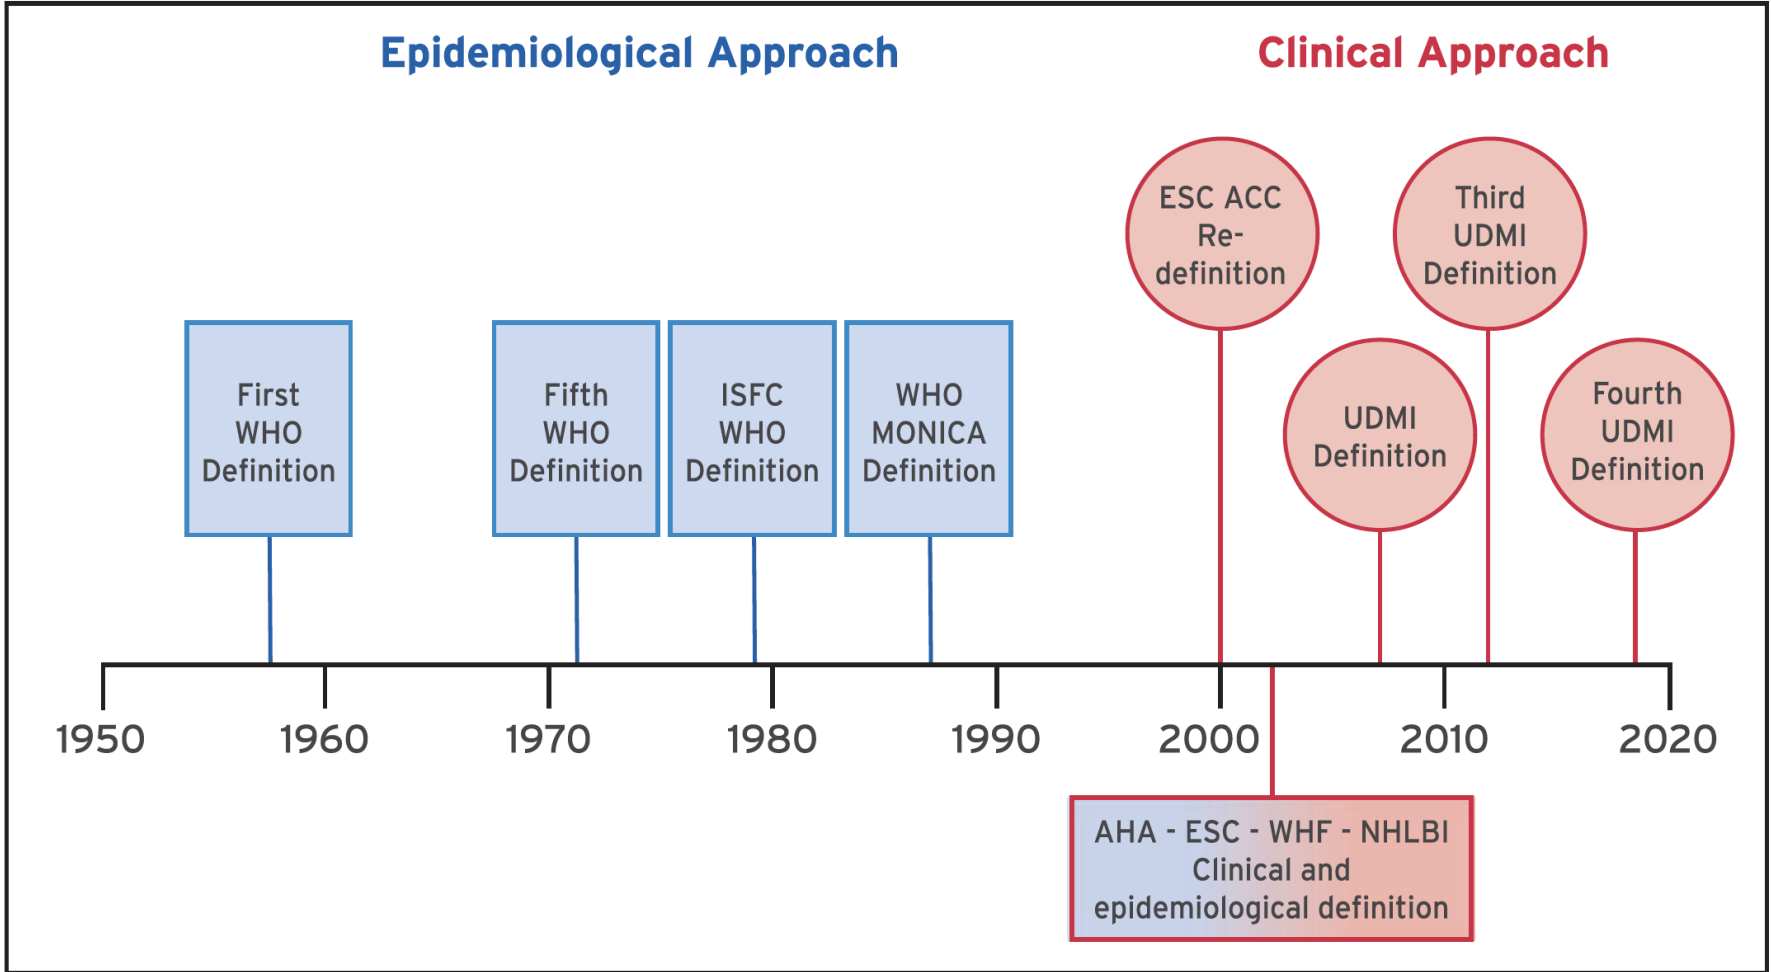 Epidemiological Approach
Clinical Approach
ESC ACC
Re-
definition
Third
UDMI
Definition
First
WHO
Definition
Fifth
WHO
Definition
ISFC
WHO
Definition
WHO
MONICA
Definition
UDMI
Definition
Fourth
UDMI
Definition
1950
1960
1970
1980
1990
2000
2010
2020
AHA - ESC - WHF - NHLBI
Clinical and
epidemiological definition